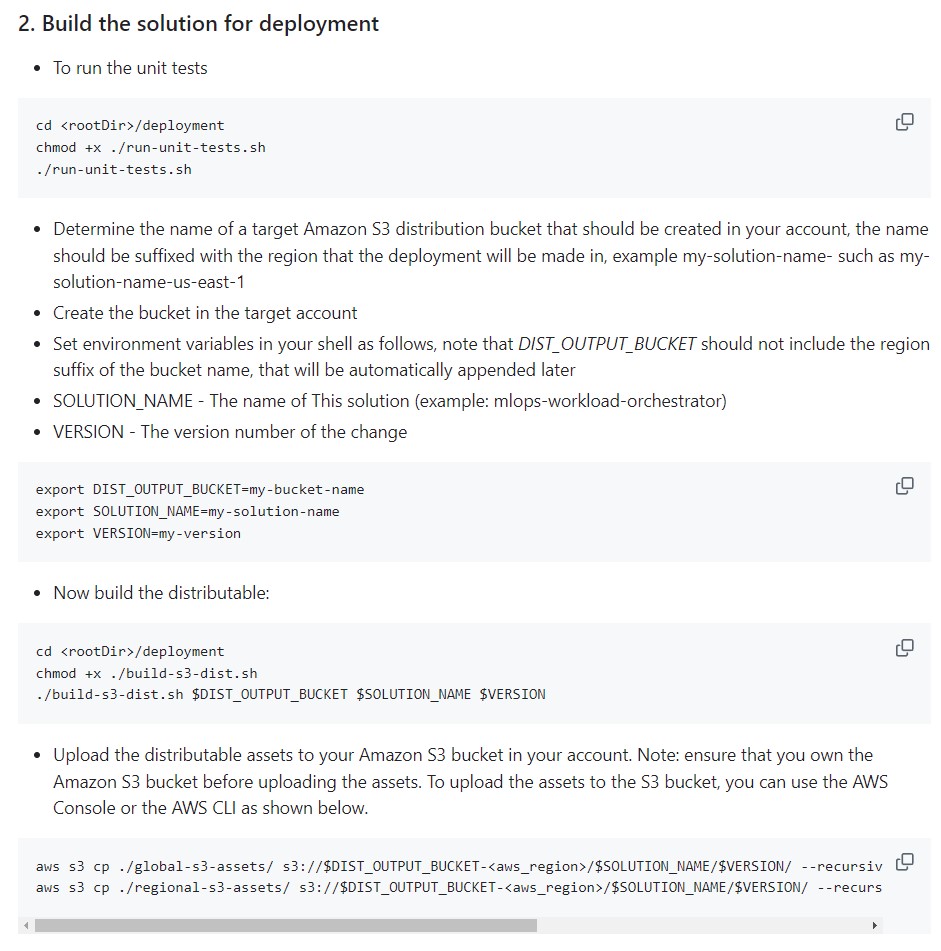 2. Build the solution for deployment
• To run the unit tests
cd <rootDir>/deployment
chmod +x ./run-unit-tests.sh
./run-unit-tests.sh
• Determine the name of a target Amazon S3 distribution bucket that should be created in your account, the name
should be suffixed with the region that the deployment will be made in, example my-solution-name- such as my-
solution-name-us-east-1
• Create the bucket in the target account
• Set environment variables in your shell as follows, note that DIST_OUTPUT_BUCKET should not include the region
suffix of the bucket name, that will be automatically appended later
• SOLUTION_NAME - The name of This solution (example: mlops-workload-orchestrator)
• VERSION - The version number of the change
export DIST_OUTPUT_BUCKET=my-bucket-name
export SOLUTION_NAME=my-solution-name
export VERSION=my-version
• Now build the distributable:
cd <rootDir>/deployment
chmod +x ./build-s3-dist.sh
./build-s3-dist.sh $DIST_OUTPUT_BUCKET $SOLUTION_NAME $VERSION
• Upload the distributable assets to your Amazon S3 bucket in your account. Note: ensure that you own the
Amazon S3 bucket before uploading the assets. To upload the assets to the S3 bucket, you can use the AWS
Console or the AWS CLI as shown below.
aws s3 cp ./global-s3-assets/ s3://$DIST_OUTPUT_BUCKET-<aws_region>/$SOLUTION_NAME/$VERSION/ --recursiv
aws s3 cp ./regional-s3-assets/ s3://$DIST_OUTPUT_BUCKET-<aws_region>/$SOLUTION_NAME/$VERSION/ --recurs